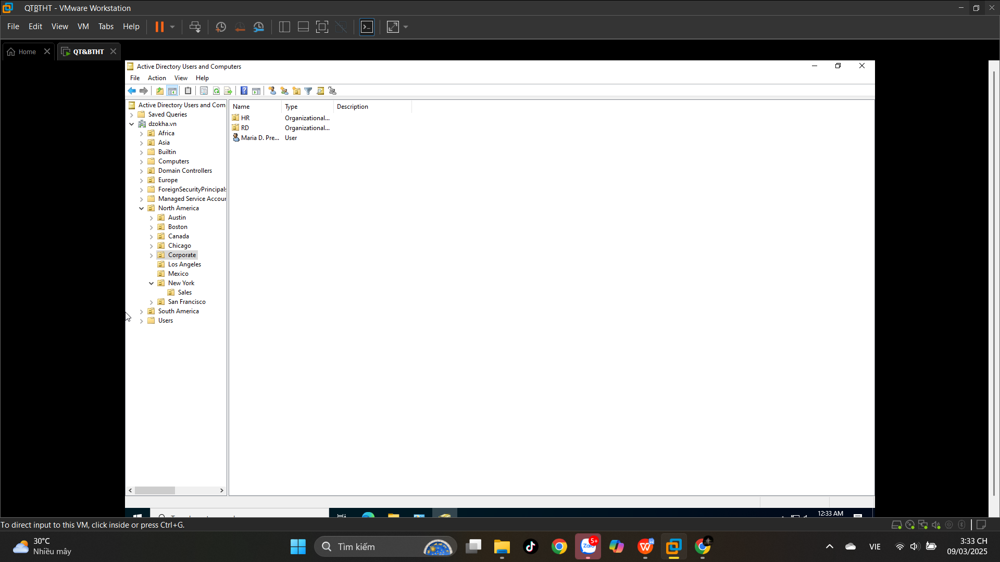 QTBTHT - VMware Workstation
File Edit View VM Tabs Help
Home QT&BTHT
Active Directory Users and Computers
File Action View Help
Active Directory Users and Com
Saved Queries
dzokha.vn
Africa
Asia
Builtin
Computers
Domain Controllers
Europe
ForeignSecurityPrincipals
Managed Service Accoun
North America
Austin
Boston
Canada
Chicago
Corporate
Los Angeles
Mexico
New York
Sales
San Francisco
South America
Users
Name Type Description
HR Organizational...
RD Organizational...
Maria D. Pre... User
12:33 AM
To direct input to this VM, click inside or press Ctrl+G.
30°C
Nhiều mây
Tìm kiếm
Zalo
5+
VIE
3:33 CH
09/03/2025